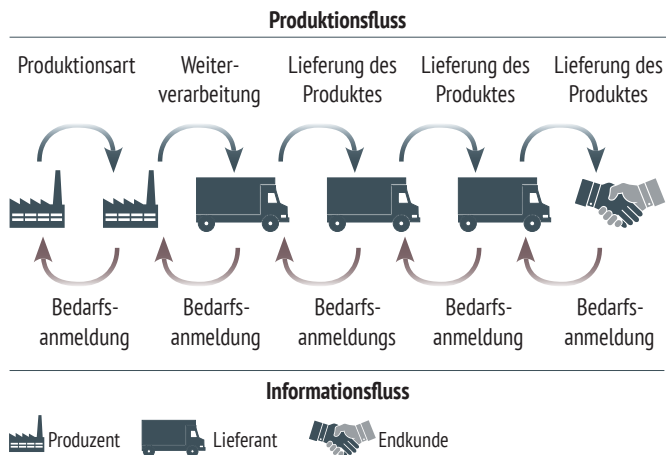 Produktionsfluss
Produktionsart
Weiter-
verarbeitung
Lieferung des
Produktes
Lieferung des
Produktes
Lieferung des
Produktes
Bedarfs-
anmeldung
Bedarfs-
anmeldung
Bedarfs-
anmeldungs
Bedarfs-
anmeldung
Bedarfs-
anmeldung
Informationsfluss
Produzent
Lieferant
Endkunde